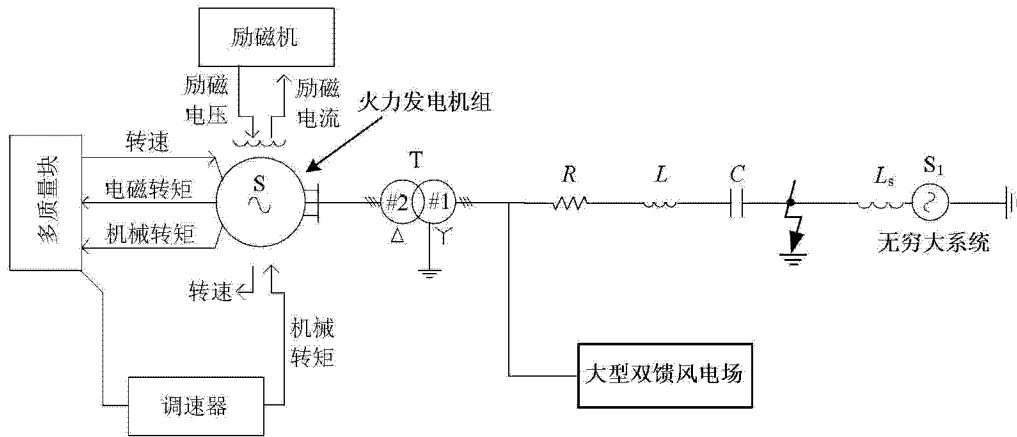 励磁机
励磁
电压
励磁
电流
火力发电机组
转速
电磁转矩
机械转矩
多质量块
S
T
#2
#1
R
L
C
Ls
S1
无穷大系统
转速
机械
转矩
调速器
大型双馈风电场